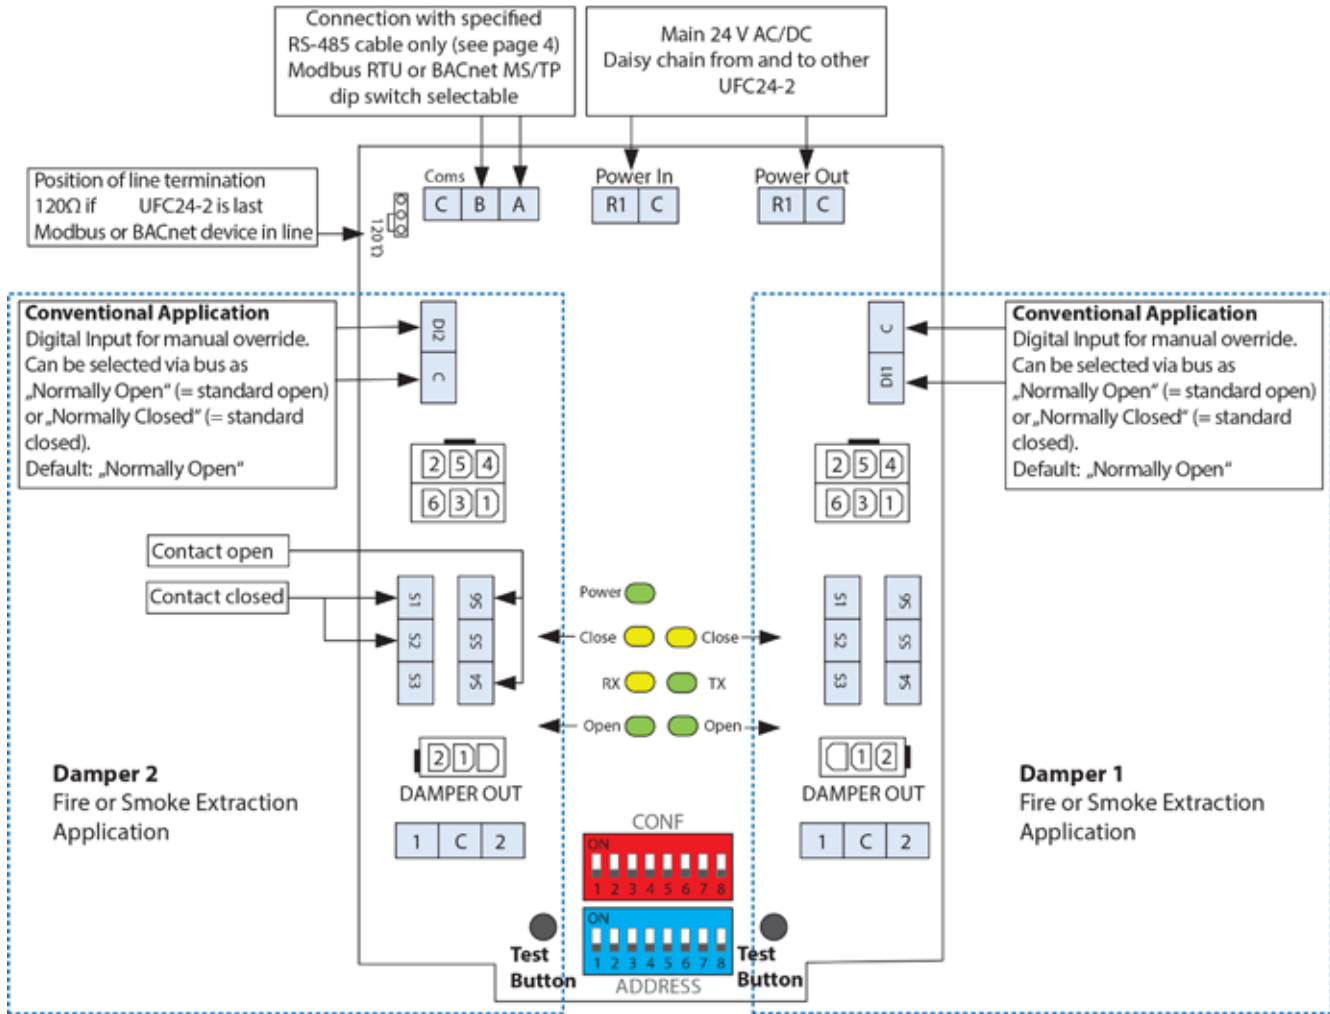 Connection with specified
RS-485 cable only (see page 4)
Modbus RTU or BACnet MS/TP
dip switch selectable
Main 24 V AC/DC
Daisy chain from and to other
UFC24-2
Position of line termination
120Ω if UFC24-2 is last
Modbus or BACnet device in line
120 Ω
Coms
C B A
Power In
R1 C
Power Out
R1 C
Conventional Application
Digital Input for manual override.
Can be selected via bus as
„Normally Open“ (= standard open)
or „Normally Closed“ (= standard
closed).
Default: „Normally Open“
DI2
C
C
DI1
Conventional Application
Digital Input for manual override.
Can be selected via bus as
„Normally Open“ (= standard open)
or „Normally Closed“ (= standard
closed).
Default: „Normally Open“
2 5 4
6 3 1
2 5 4
6 3 1
Contact open
Contact closed
S1 S6
S2 S5
S3 S4
Power
Close Close
RX TX
Open Open
S1 S6
S2 S5
S3 S4
Damper 2
Fire or Smoke Extraction
Application
2 1
DAMPER OUT
1 C 2
1 2
DAMPER OUT
1 C 2
Damper 1
Fire or Smoke Extraction
Application
CONF
ON
1 2 3 4 5 6 7 8
ON
1 2 3 4 5 6 7 8
ADDRESS
Test
Button
Test
Button